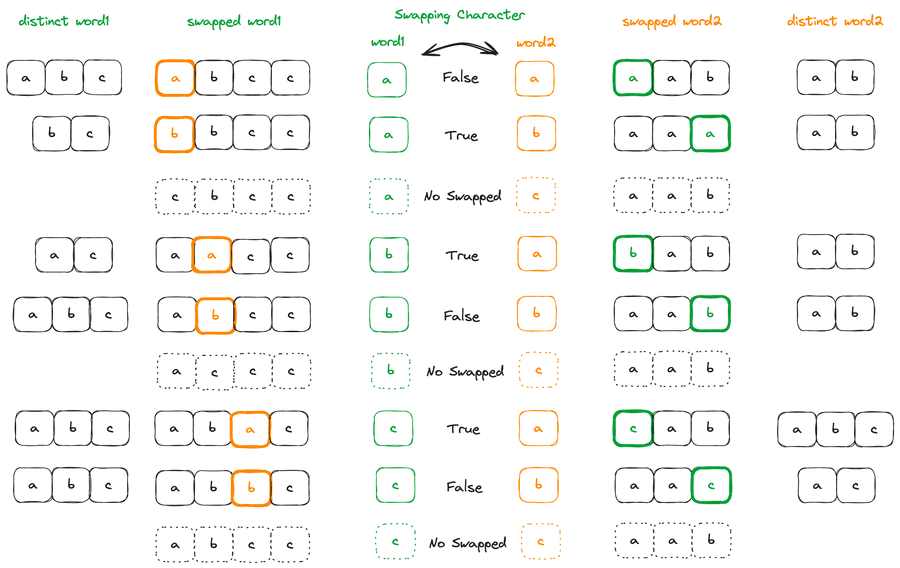 distinct word1 swapped word1 Swapping Character swapped word2 distinct word2
word1 word2
a b c a b c c a False a a a b a b
b c b b c c a True b a a a a b
c b c c a No Swapped c a a b
a c a a c c b True a b a b a b
a b c a b c c b False b a a b a b
a c c c b No Swapped c a a b
a b c a b a c c True a c a b a b c
a b c a b b c c False b a a c a c
a b c c c No Swapped c a a b